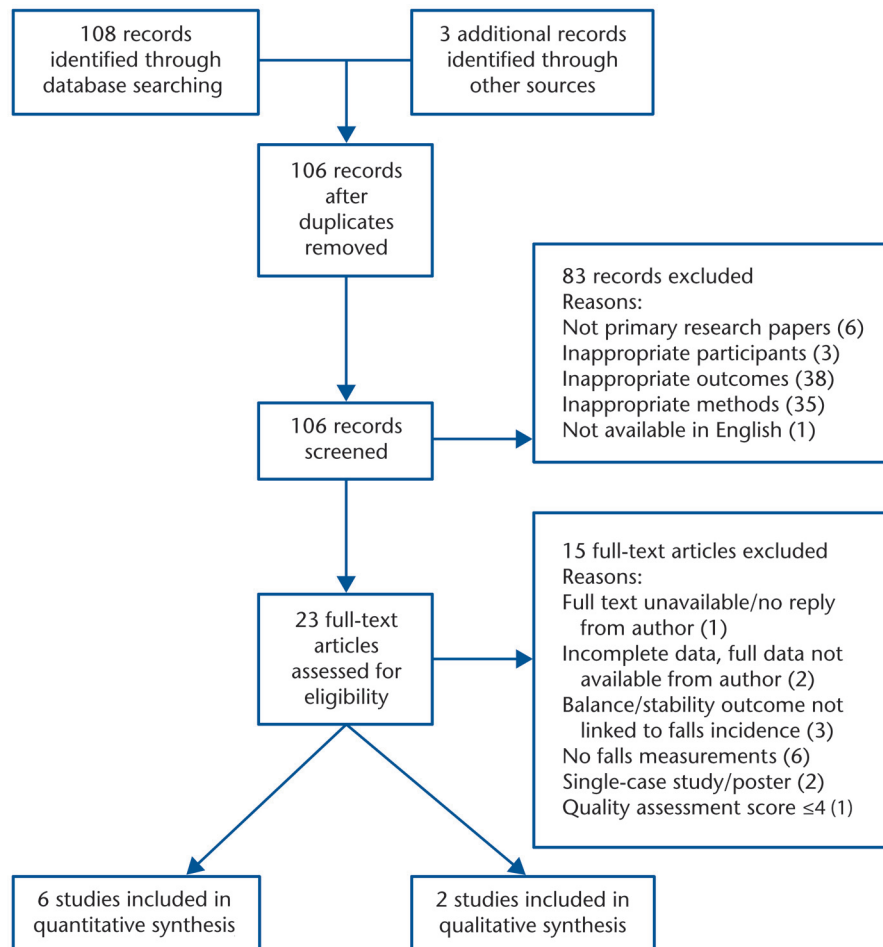 108 records
identified through
database searching
3 additional records
identified through
other sources
106 records
after
duplicates
removed
83 records excluded
Reasons:
Not primary research papers (6)
Inappropriate participants (3)
Inappropriate outcomes (38)
Inappropriate methods (35)
Not available in English (1)
106 records
screened
15 full-text articles excluded
Reasons:
Full text unavailable/no reply
from author (1)
Incomplete data, full data not
available from author (2)
Balance/stability outcome not
linked to falls incidence (3)
No falls measurements (6)
Single-case study/poster (2)
Quality assessment score ≤4 (1)
23 full-text
articles
assessed for
eligibility
6 studies included in
quantitative synthesis
2 studies included in
qualitative synthesis